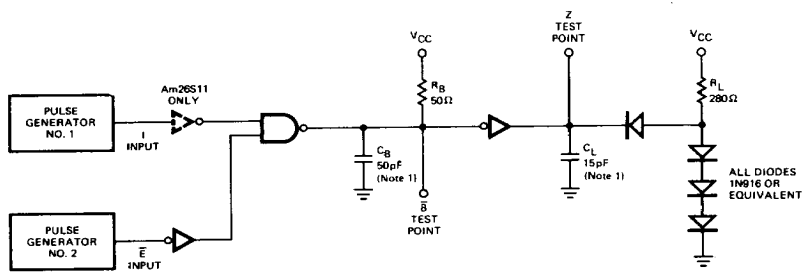 Z
TEST
POINT
VCC
VCC
Am26S11
ONLY
RB
50Ω
RL
280Ω
PULSE
GENERATOR
NO. 1
I
INPUT
CB
50pF
(Note 1)
CL
15pF
(Note 1)
ALL DIODES
1N916 OR
EQUIVALENT
B̅
TEST
POINT
PULSE
GENERATOR
NO. 2
E̅
INPUT